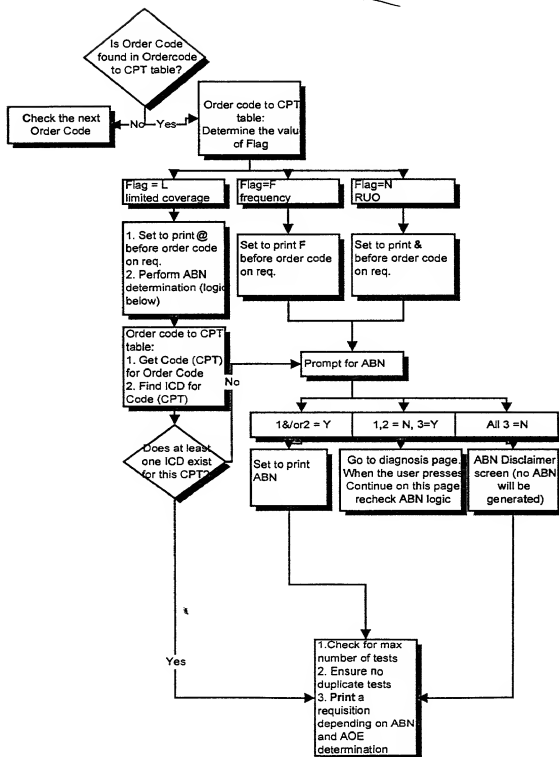 Is Order Code
found in Ordercode
to CPT table?
Check the next
Order Code
No
Yes
Order code to CPT
table:
Determine the value
of Flag
Flag = L
limited coverage
Flag=F
frequency
Flag=N
RUO
1. Set to print @
before order code
on req.
2. Perform ABN
determination (logic
below)
Set to print F
before order code
on req.
Set to print &
before order code
on req.
Order code to CPT
table:
1. Get Code (CPT)
for Order Code
2. Find ICD for
Code (CPT)
No
Prompt for ABN
1&/or2 = Y
1,2 = N, 3=Y
All 3 =N
Does at least
one ICD exist
for this CPT?
Set to print
ABN
Go to diagnosis page.
When the user presses
Continue on this page
recheck ABN logic
ABN Disclaimer
screen (no ABN
will be
generated)
Yes
1.Check for max
number of tests
2. Ensure no
duplicate tests
3. Print a
requisition
depending on ABN
and AOE
determination